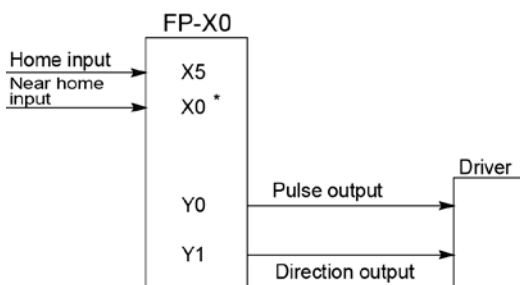 FP-X0
Home input
X5
Near home
input
X0 *
Driver
Y0
Pulse output
Y1
Direction output